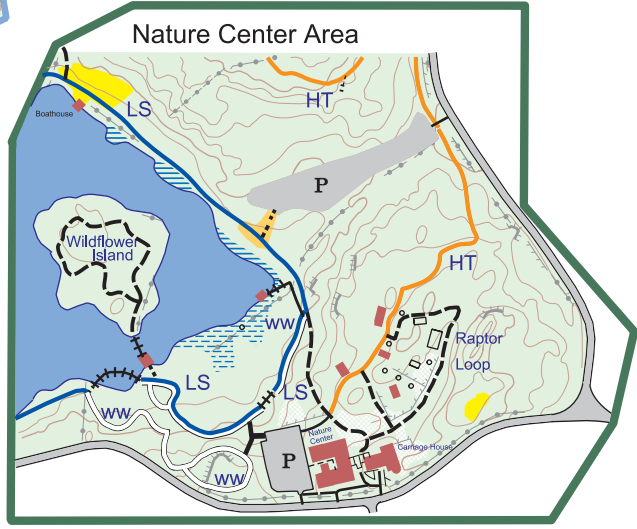 Nature Center Area
LS
HT
Boathouse
P
Wildflower
Island
HT
WW
Raptor
Loop
LS
LS
WW
Nature
Center
P
Carriage House
WW